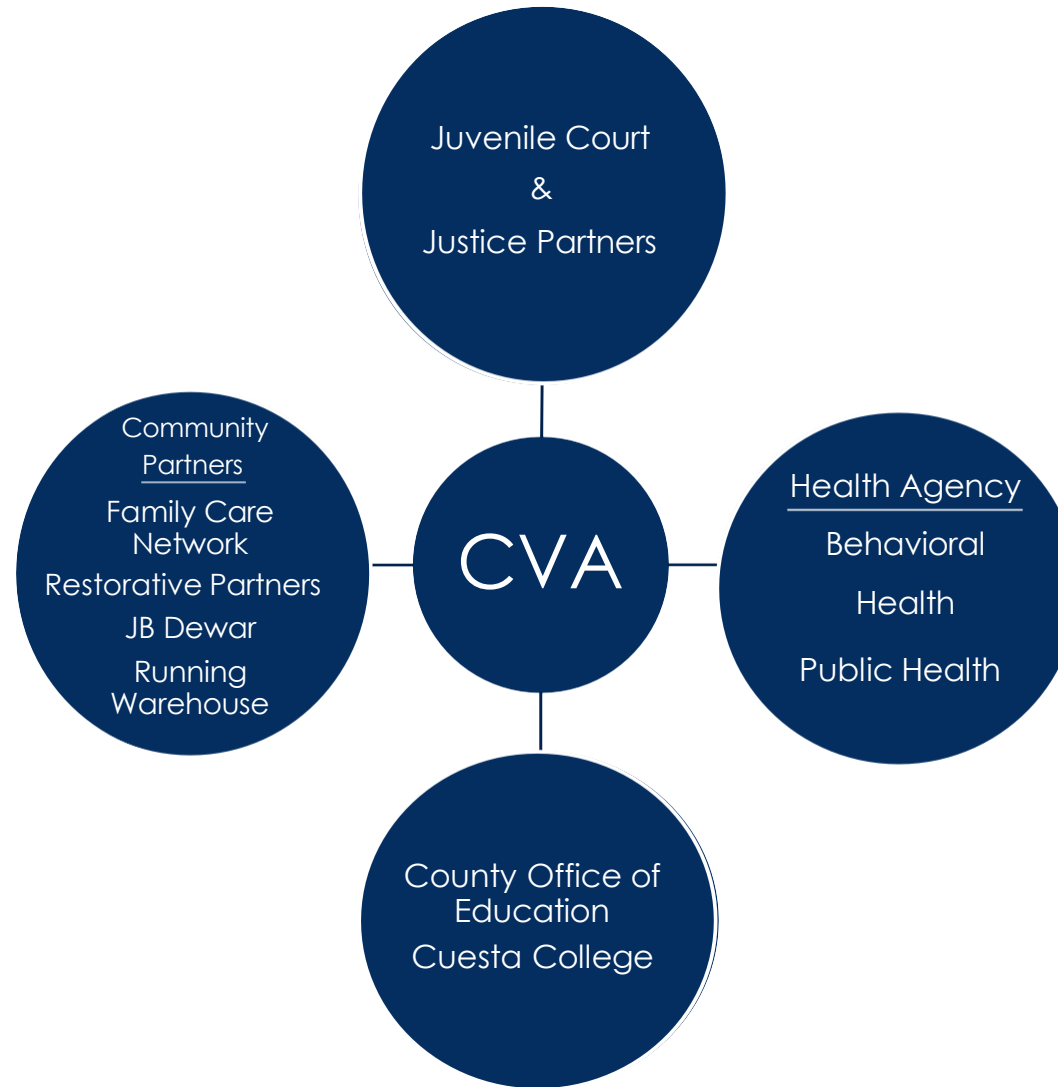 Juvenile Court
&
Justice Partners
Community
Partners
Family Care
Network
Restorative Partners
JB Dewar
Running
Warehouse
CVA
Health Agency
Behavioral
Health
Public Health
County Office of
Education
Cuesta College